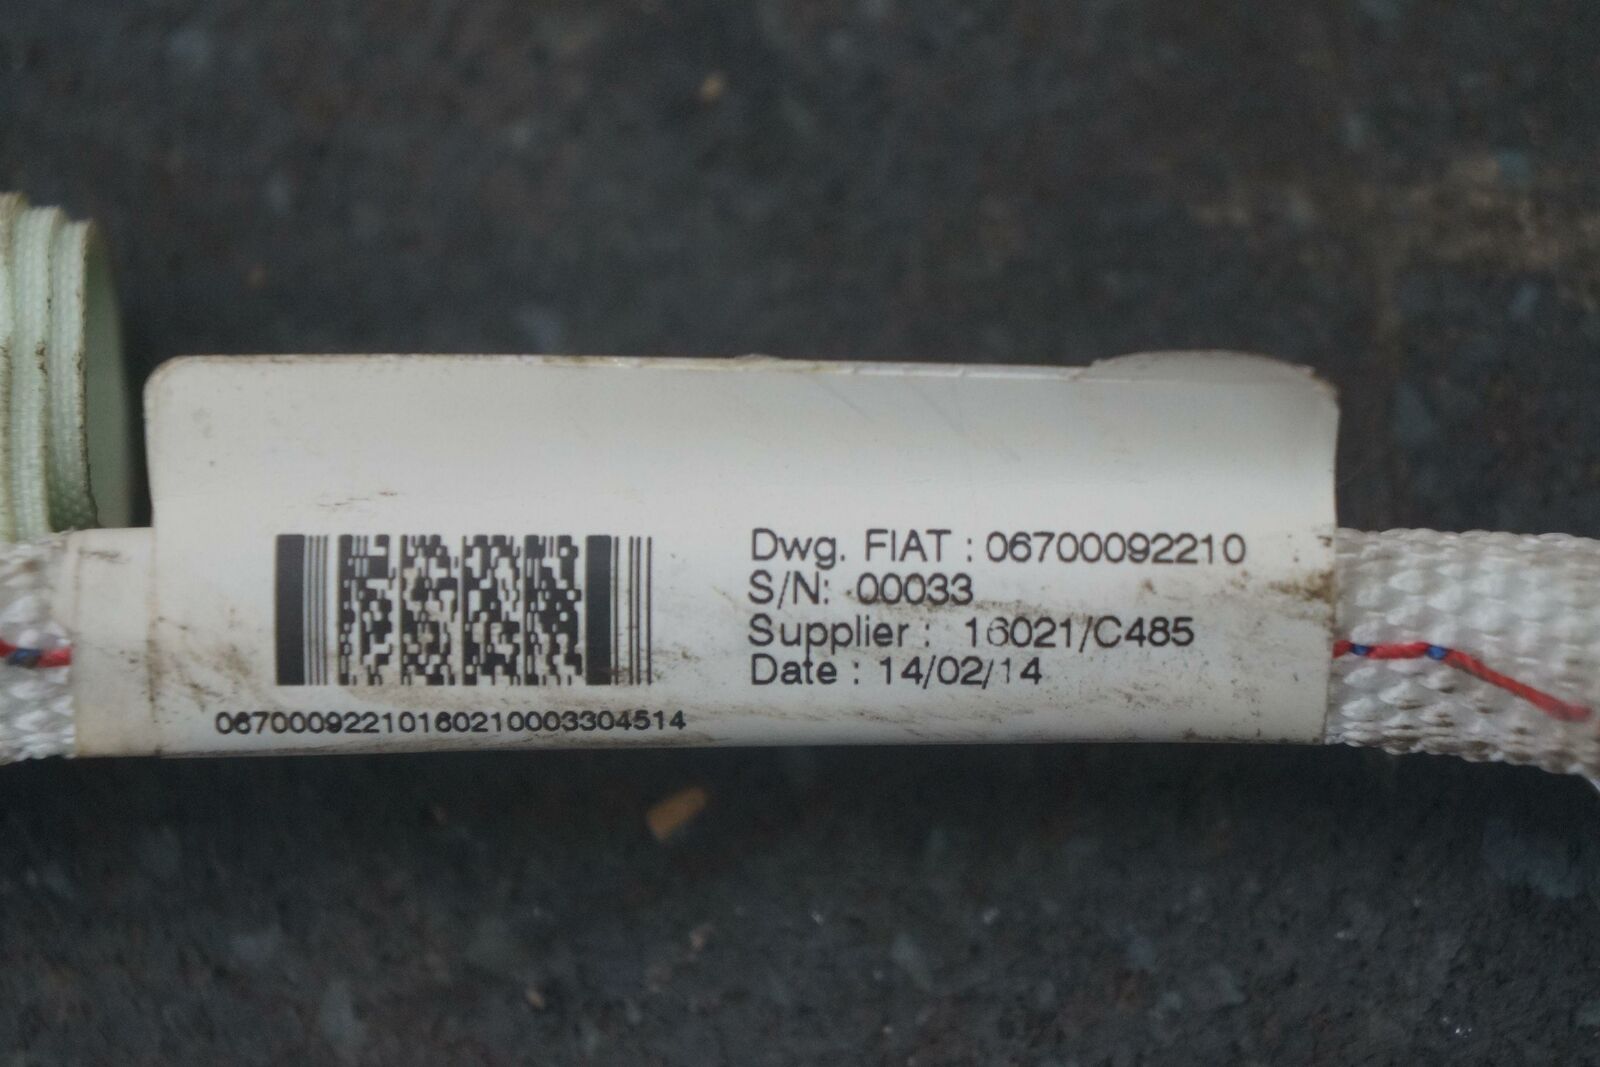 Dwg. FIAT : 06700092210
S/N: 00033
Supplier : 16021/C485
Date : 14/02/14
06700092210160210003304514